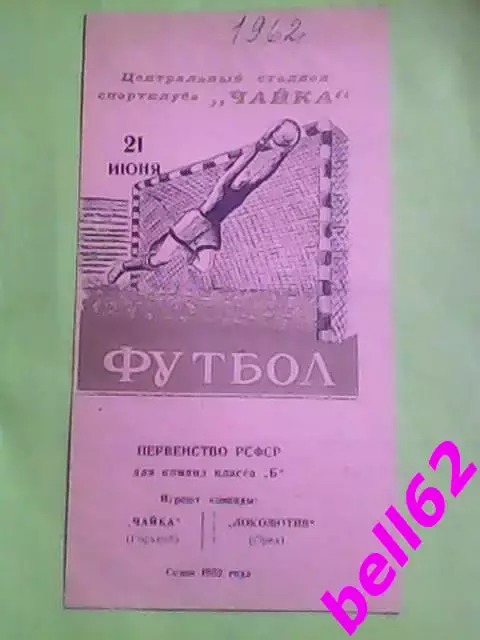 1962
Центральный стадион
спортклуба „ЧАЙКА“
21
ИЮНЯ
ФУТБОЛ
ПЕРВЕНСТВО РСФСР
для команд класса „Б“
Играют команды:
„ЧАЙКА“ „ЛОКОМОТИВ“
(Горький) (Орел)
Сезон 1962 года
bell62